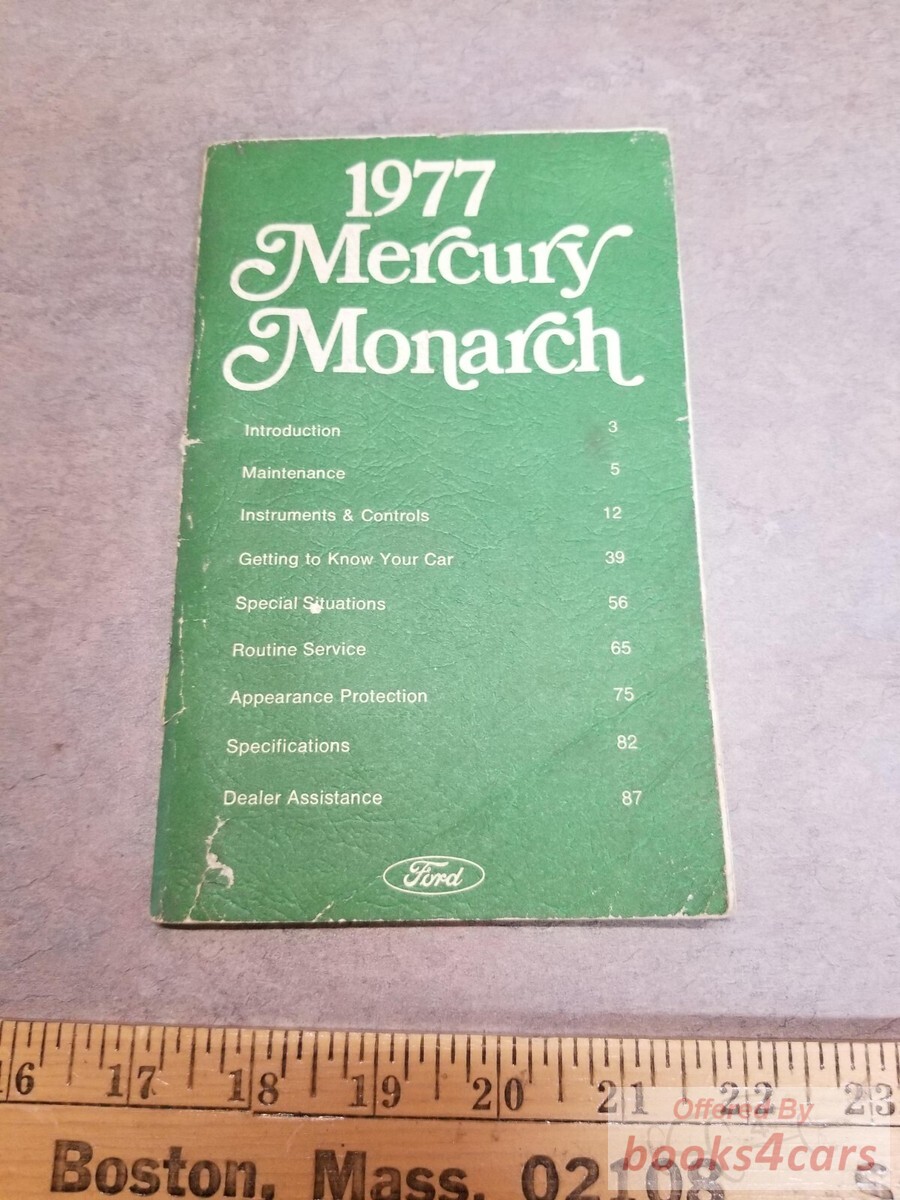 1977
Mercury
Monarch
Introduction 3
Maintenance 5
Instruments & Controls 12
Getting to Know Your Car 39
Special Situations 56
Routine Service 65
Appearance Protection 75
Specifications 82
Dealer Assistance 87
Ford
16 17 18 19 20 21 22 23
Offered By
books4cars
Boston, Mass. 02108 S